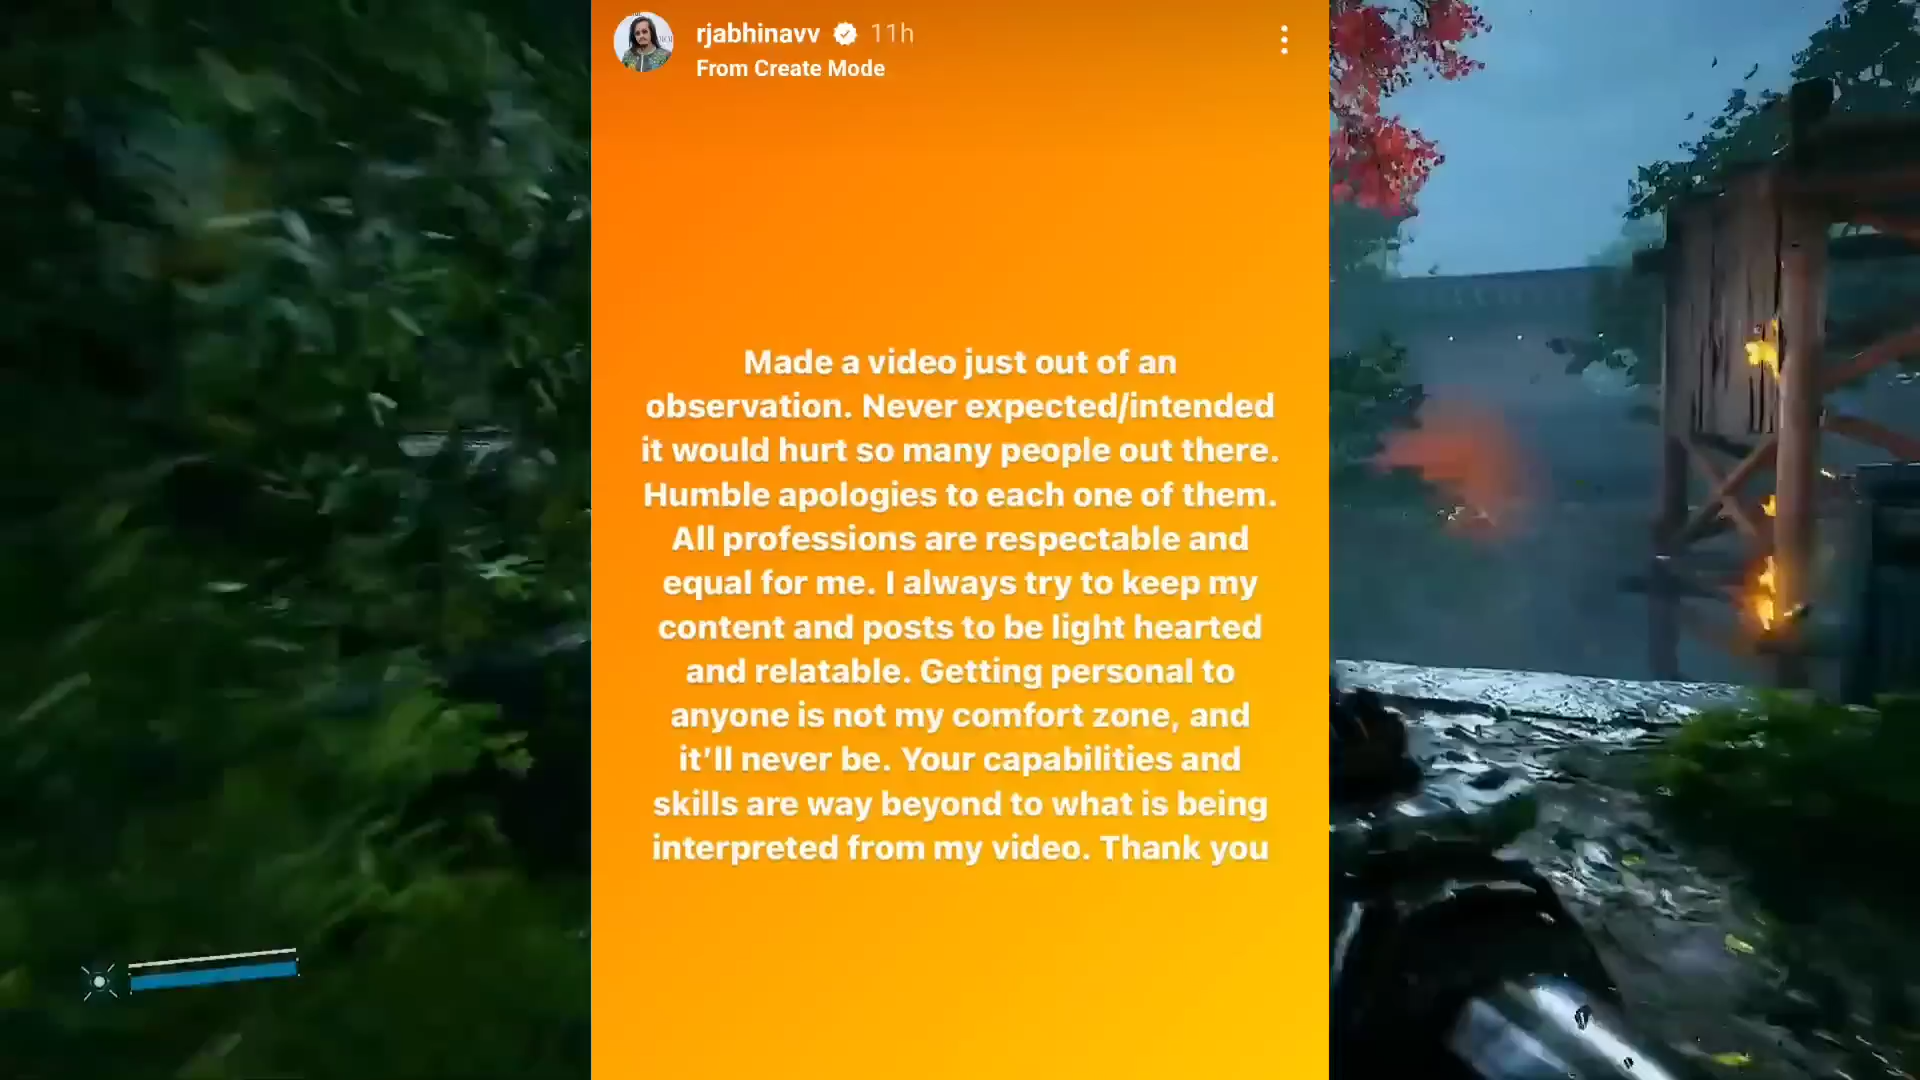 rjabhinavv 11h
From Create Mode
Made a video just out of an
observation. Never expected/intended
it would hurt so many people out there.
Humble apologies to each one of them.
All professions are respectable and
equal for me. I always try to keep my
content and posts to be light hearted
and relatable. Getting personal to
anyone is not my comfort zone, and
it'll never be. Your capabilities and
skills are way beyond to what is being
interpreted from my video. Thank you